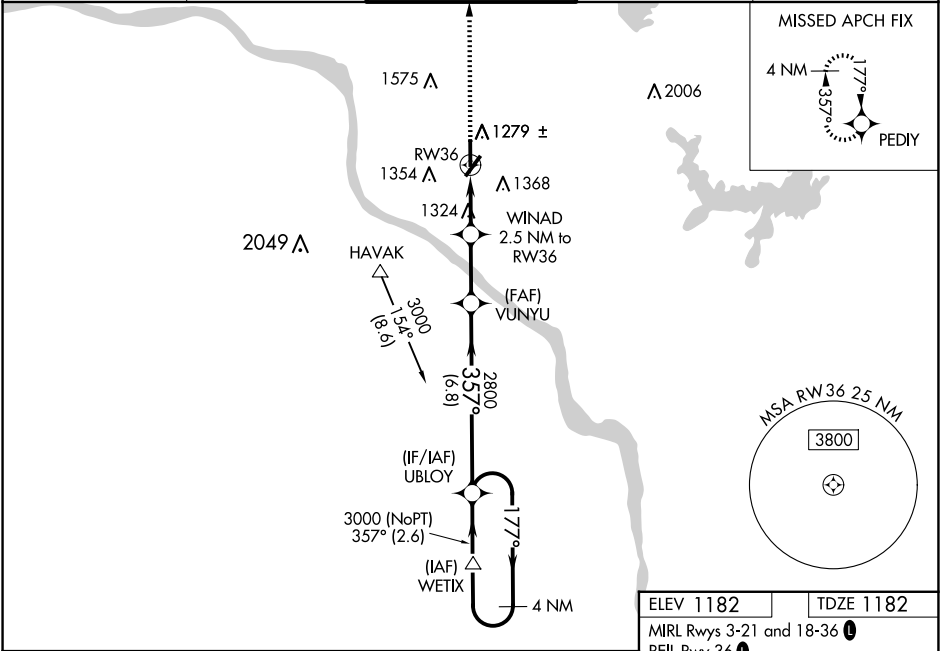 MISSED APCH FIX
4 NM
177°
357°
PEDIY
1575
2006
1279 ±
RW36
1354
1368
1324
WINAD
2.5 NM to
RW36
2049
HAVAK
3000
154°
(8.6)
(FAF)
VUNYU
2800
357°
(6.8)
MSA RW36 25 NM
3800
(IF/IAF)
UBLOY
177°
3000 (NoPT)
357° (2.6)
(IAF)
WETIX
4 NM
ELEV 1182
TDZE 1182
MIRL Rwys 3-21 and 18-36 L
REIL Rwy 36 L